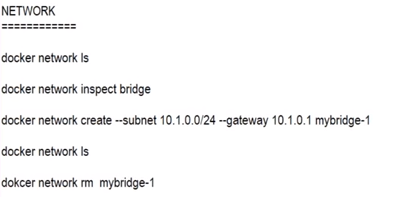 NETWORK
============
docker network ls
docker network inspect bridge
docker network create --subnet 10.1.0.0/24 --gateway 10.1.0.1 mybridge-1
docker network ls
dokcer network rm  mybridge-1